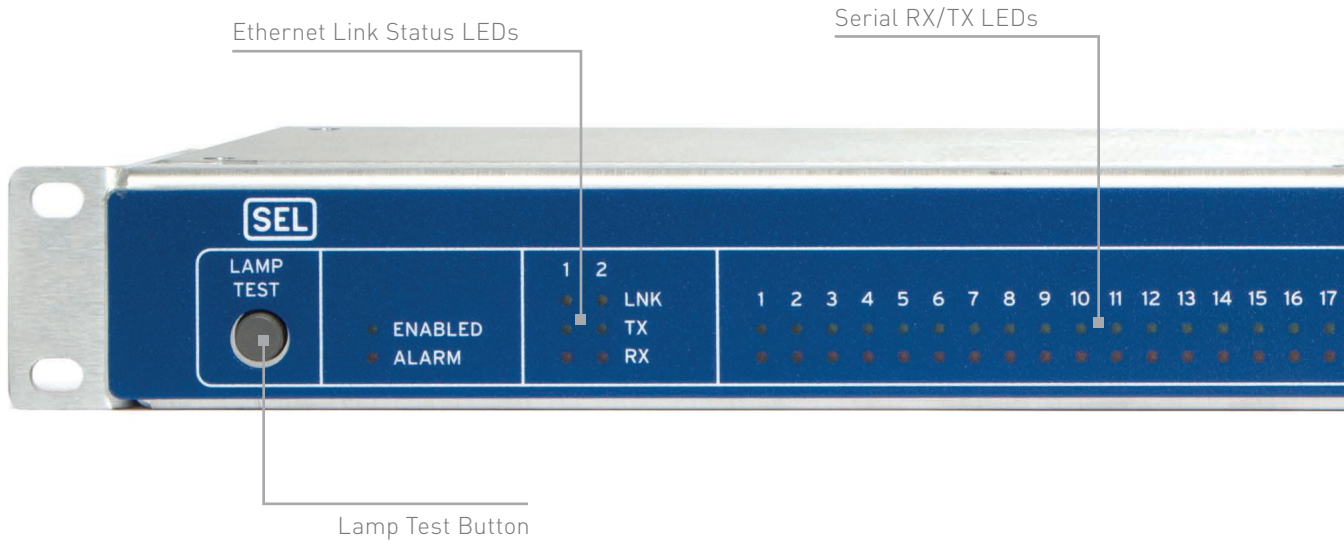 Ethernet Link Status LEDs
Serial RX/TX LEDs
SEL
LAMP
TEST
ENABLED
ALARM
1 2
LNK
TX
RX
1 2 3 4 5 6 7 8 9 10 11 12 13 14 15 16 17
Lamp Test Button